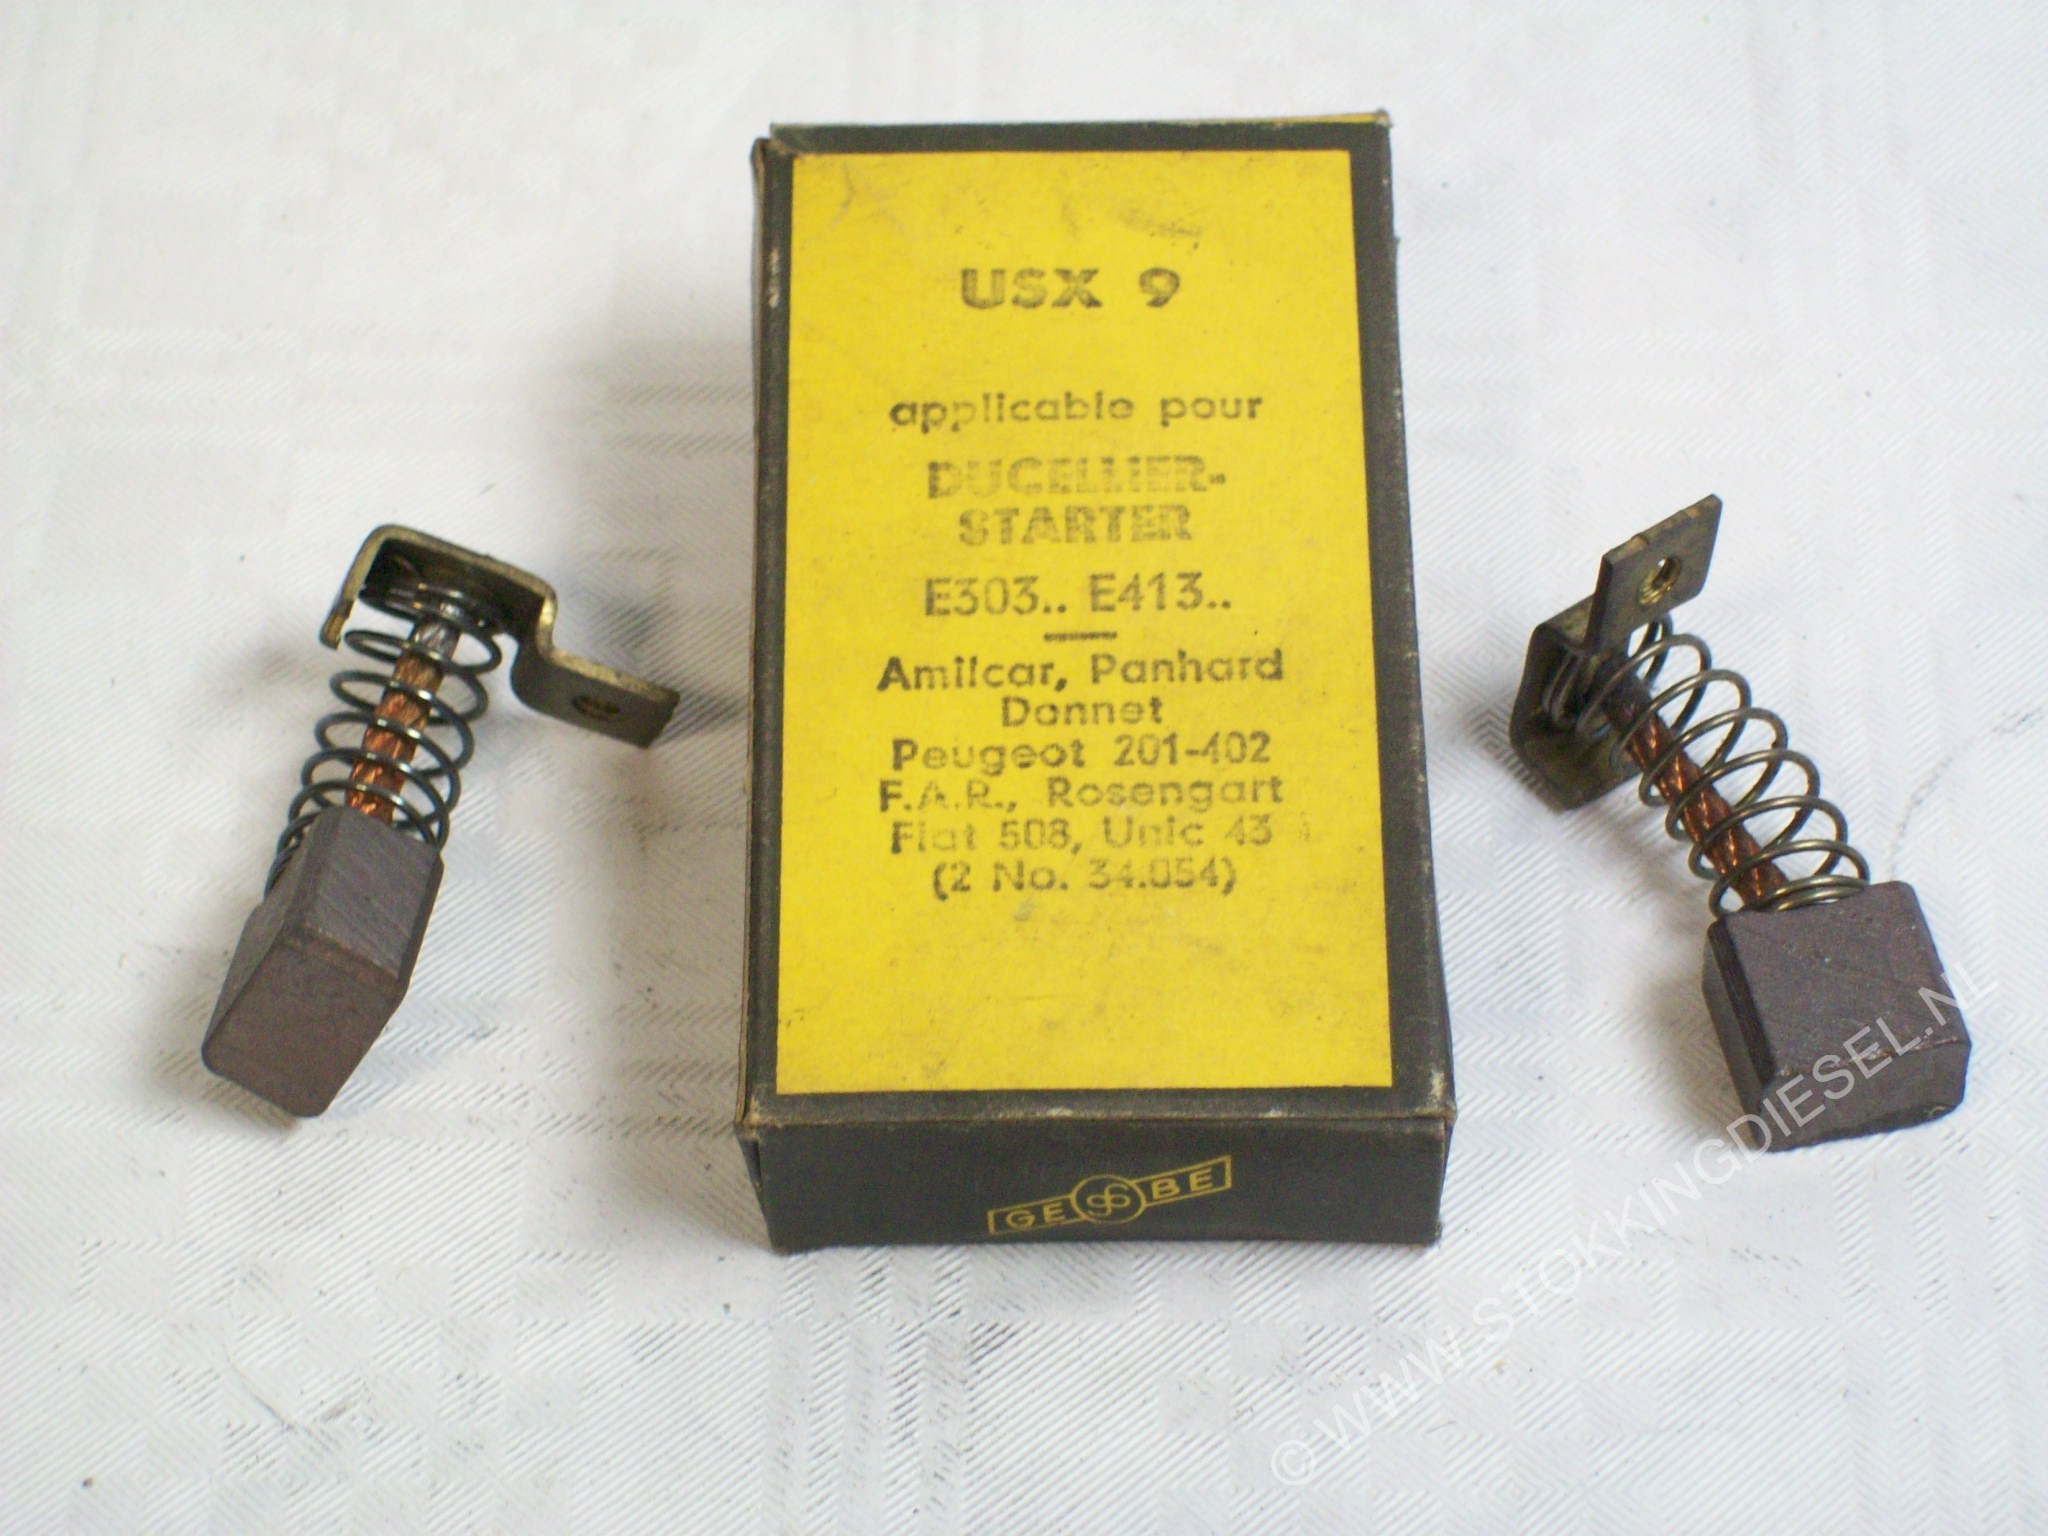 USX 9
applicable pour
DUCELLIER-
STARTER
E303.. E413..
Amilcar, Panhard
Donnet
Peugeot 201-402
F.A.R., Rosengart
Fiat 508, Unic 43
(2 No. 34.054)
GE BE
© WWW.STOKKINGDIESEL.NL